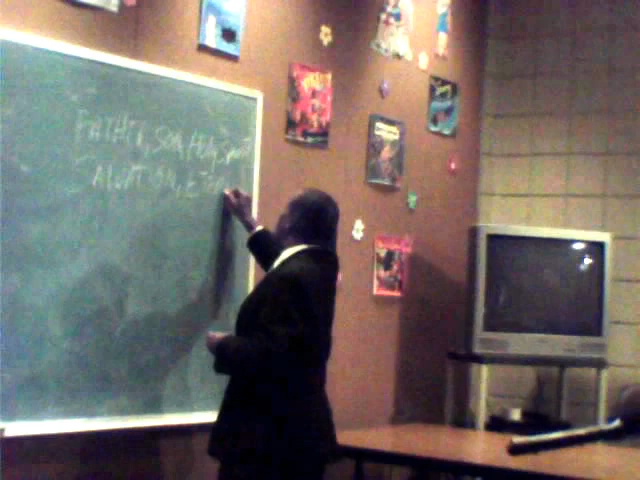 FATHER, SON, HOLY SPIRIT
SALVATION,